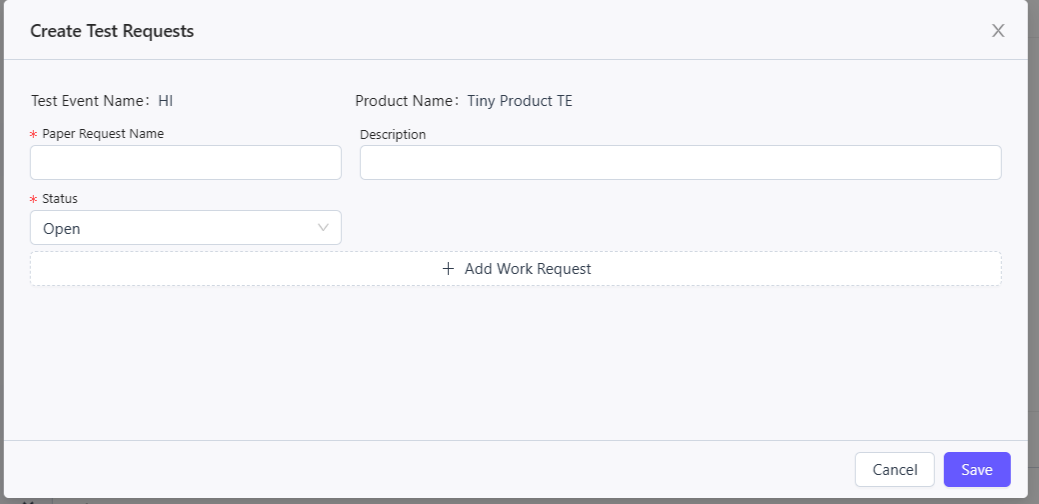 Create Test Requests
Test Event Name: HI Product Name: Tiny Product TE
* Paper Request Name Description
* Status
Open
+ Add Work Request
Cancel Save